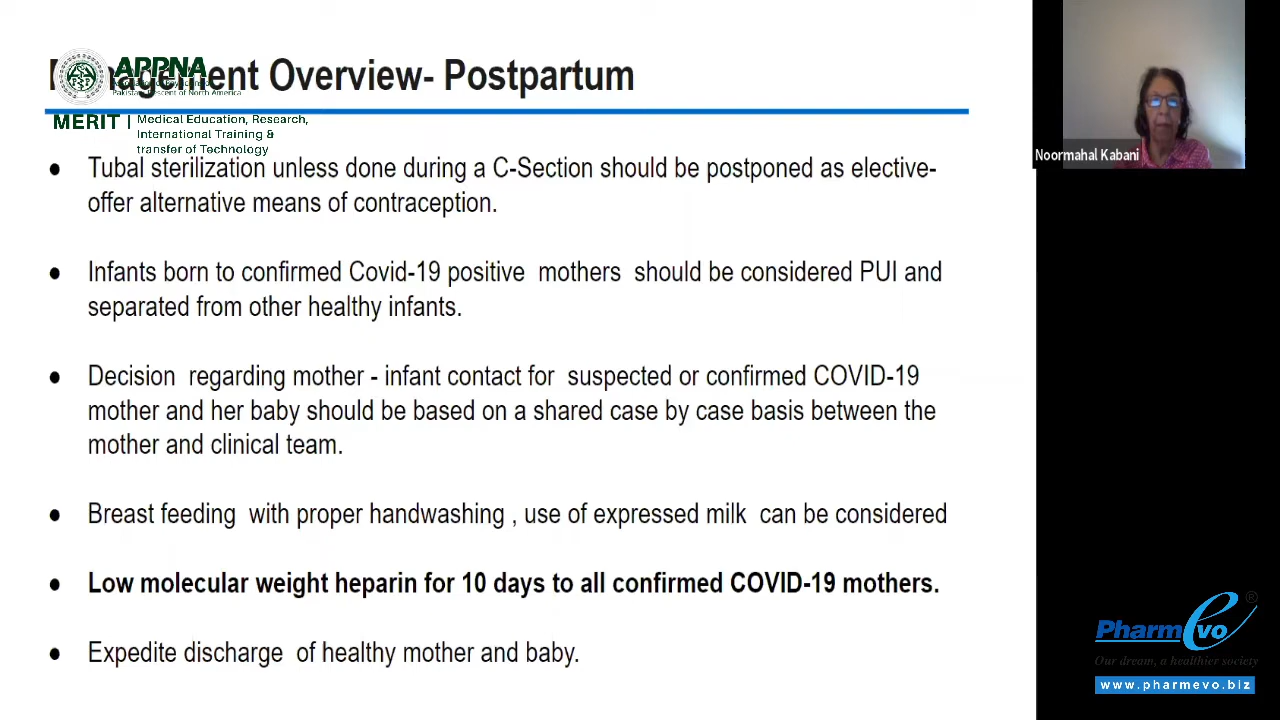 Management Overview- Postpartum
APPNA
Pakistani Descent of North America
MERIT | Medical Education, Research,
International Training &
transfer of Technology
● Tubal sterilization unless done during a C-Section should be postponed as elective-
offer alternative means of contraception.
● Infants born to confirmed Covid-19 positive mothers should be considered PUI and
separated from other healthy infants.
● Decision regarding mother - infant contact for suspected or confirmed COVID-19
mother and her baby should be based on a shared case by case basis between the
mother and clinical team.
● Breast feeding with proper handwashing , use of expressed milk can be considered
● Low molecular weight heparin for 10 days to all confirmed COVID-19 mothers.
● Expedite discharge of healthy mother and baby.
Noormahal Kabani
PharmEvo ®
Our dream, a healthier society
www.pharmevo.biz